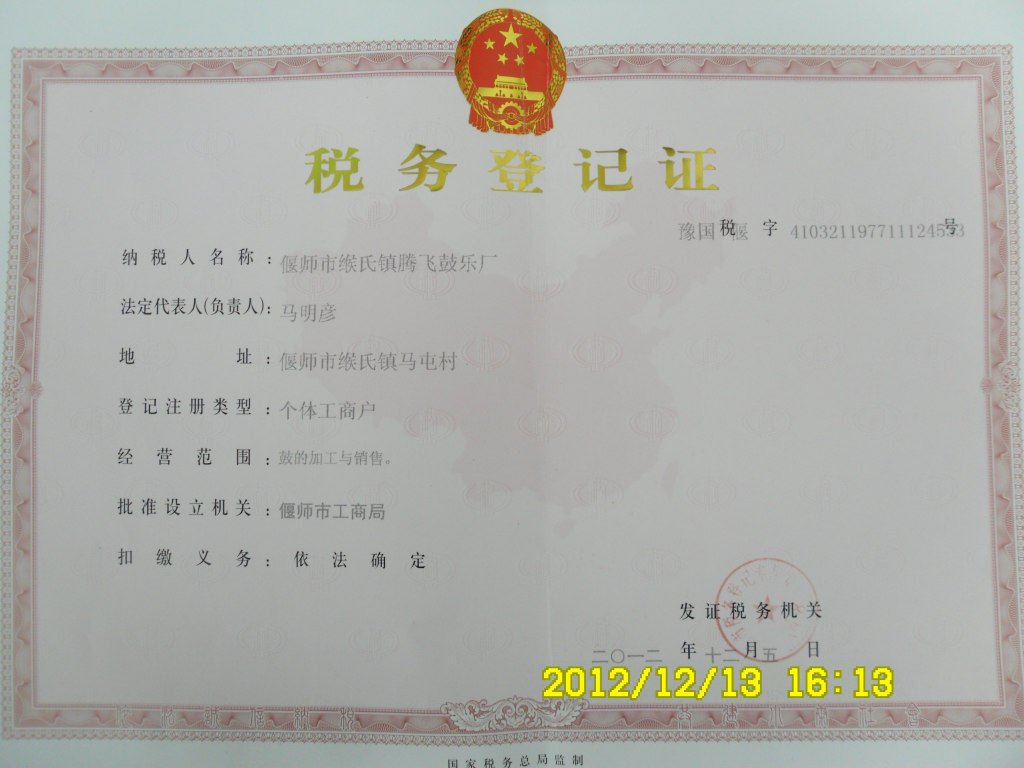 税务登记证
豫国税 偃 字 410321197711124553 号
纳税人名称：偃师市缑氏镇腾飞鼓乐厂
法定代表人(负责人)：马明彦
地址：偃师市缑氏镇马屯村
登记注册类型：个体工商户
经营范围：鼓的加工与销售。
批准设立机关：偃师市工商局
扣缴义务：依法确定
发证税务机关
二〇一二 年 十二 月 五 日
2012/12/13 16:13
国家税务总局监制